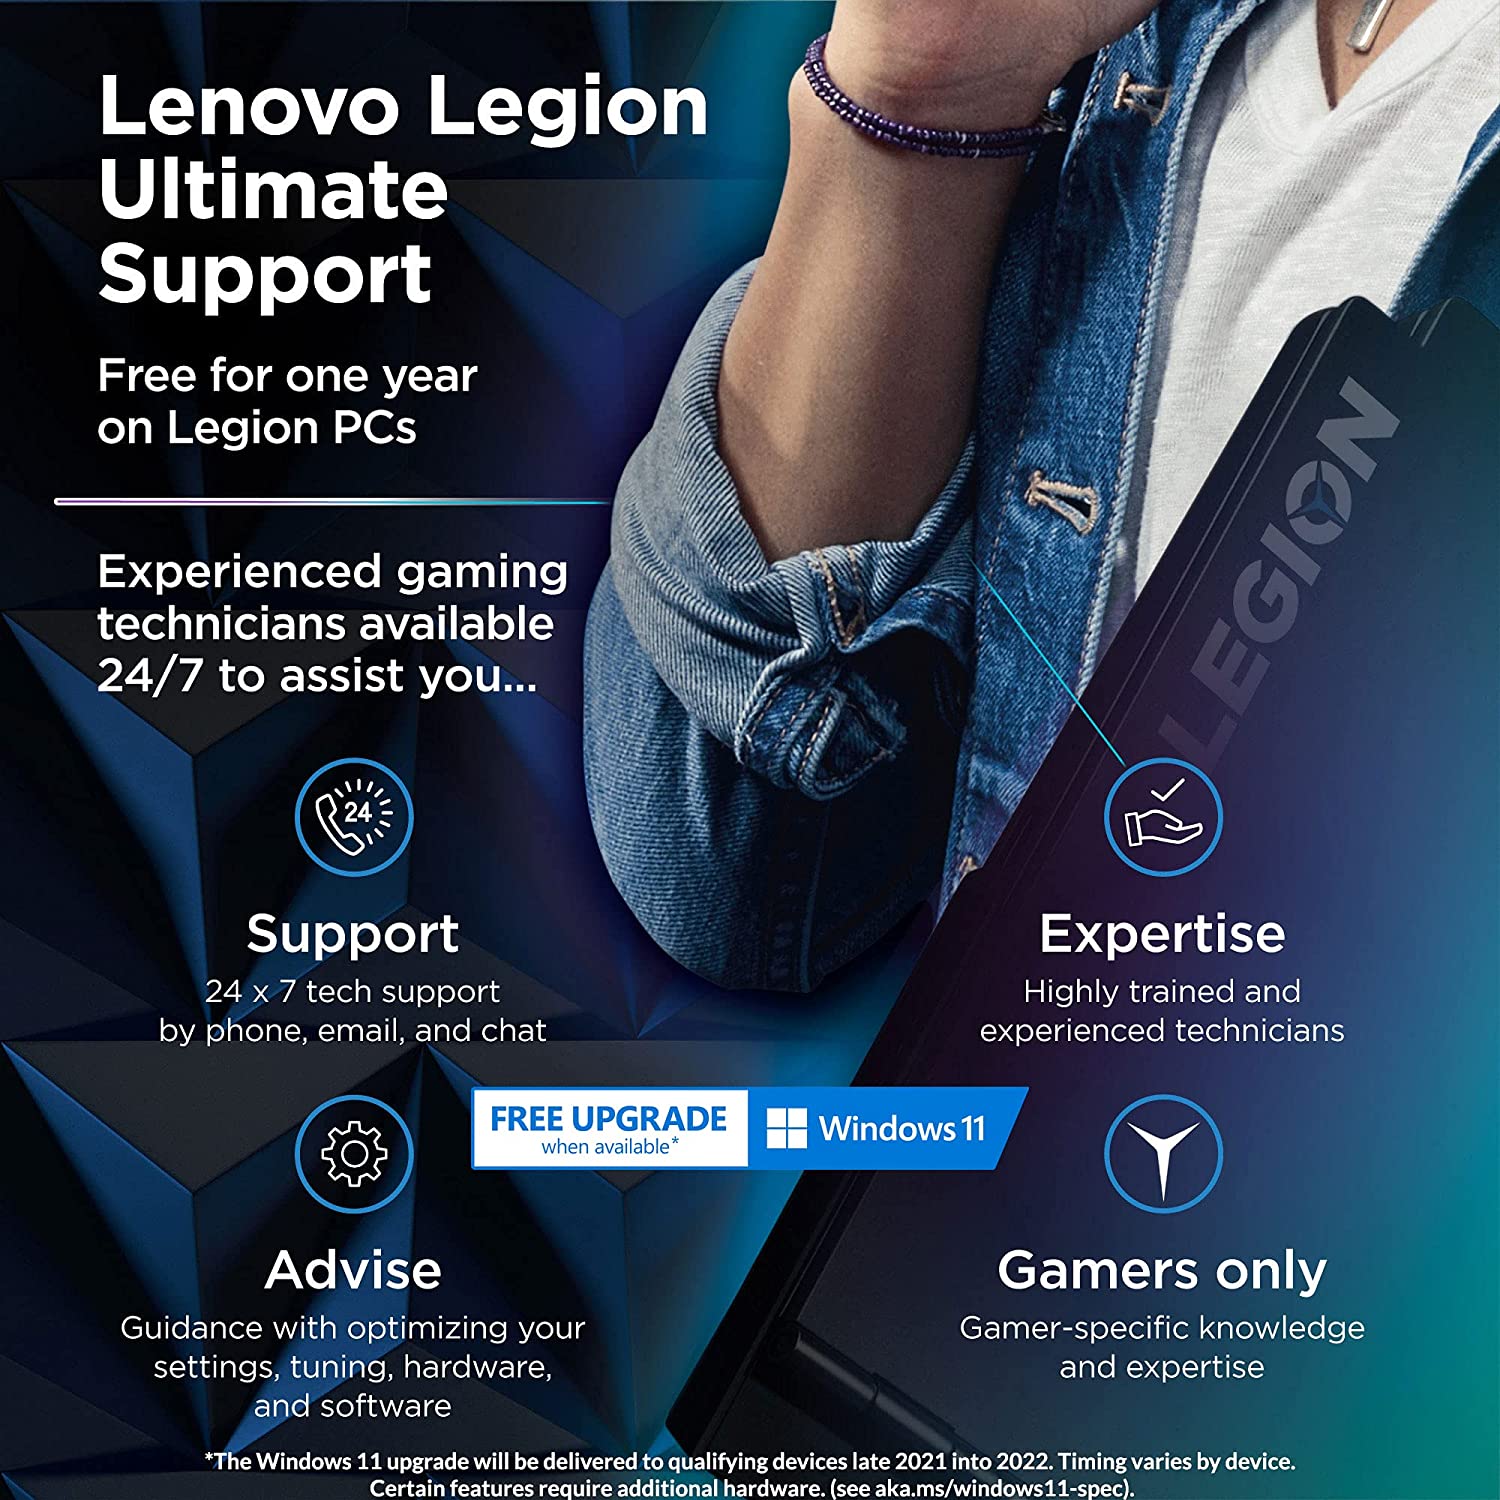 Lenovo Legion
Ultimate
Support
Free for one year
on Legion PCs
Experienced gaming
technicians available
24/7 to assist you...
LEGION
24
Support
24 x 7 tech support
by phone, email, and chat
Expertise
Highly trained and
experienced technicians
FREE UPGRADE
when available*
Windows 11
Advise
Guidance with optimizing your
settings, tuning, hardware,
and software
Gamers only
Gamer-specific knowledge
and expertise
*The Windows 11 upgrade will be delivered to qualifying devices late 2021 into 2022. Timing varies by device.
Certain features require additional hardware. (see aka.ms/windows11-spec).